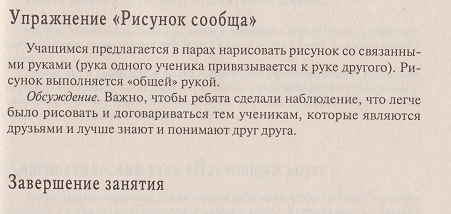 Упражнение «Рисунок сообща»
Учащимся предлагается в парах нарисовать рисунок со связанны-
ми руками (рука одного ученика привязывается к руке другого). Ри-
сунок выполняется «общей» рукой.
Обсуждение. Важно, чтобы ребята сделали наблюдение, что легче
было рисовать и договариваться тем ученикам, которые являются
друзьями и лучше знают и понимают друг друга.
Завершение занятия